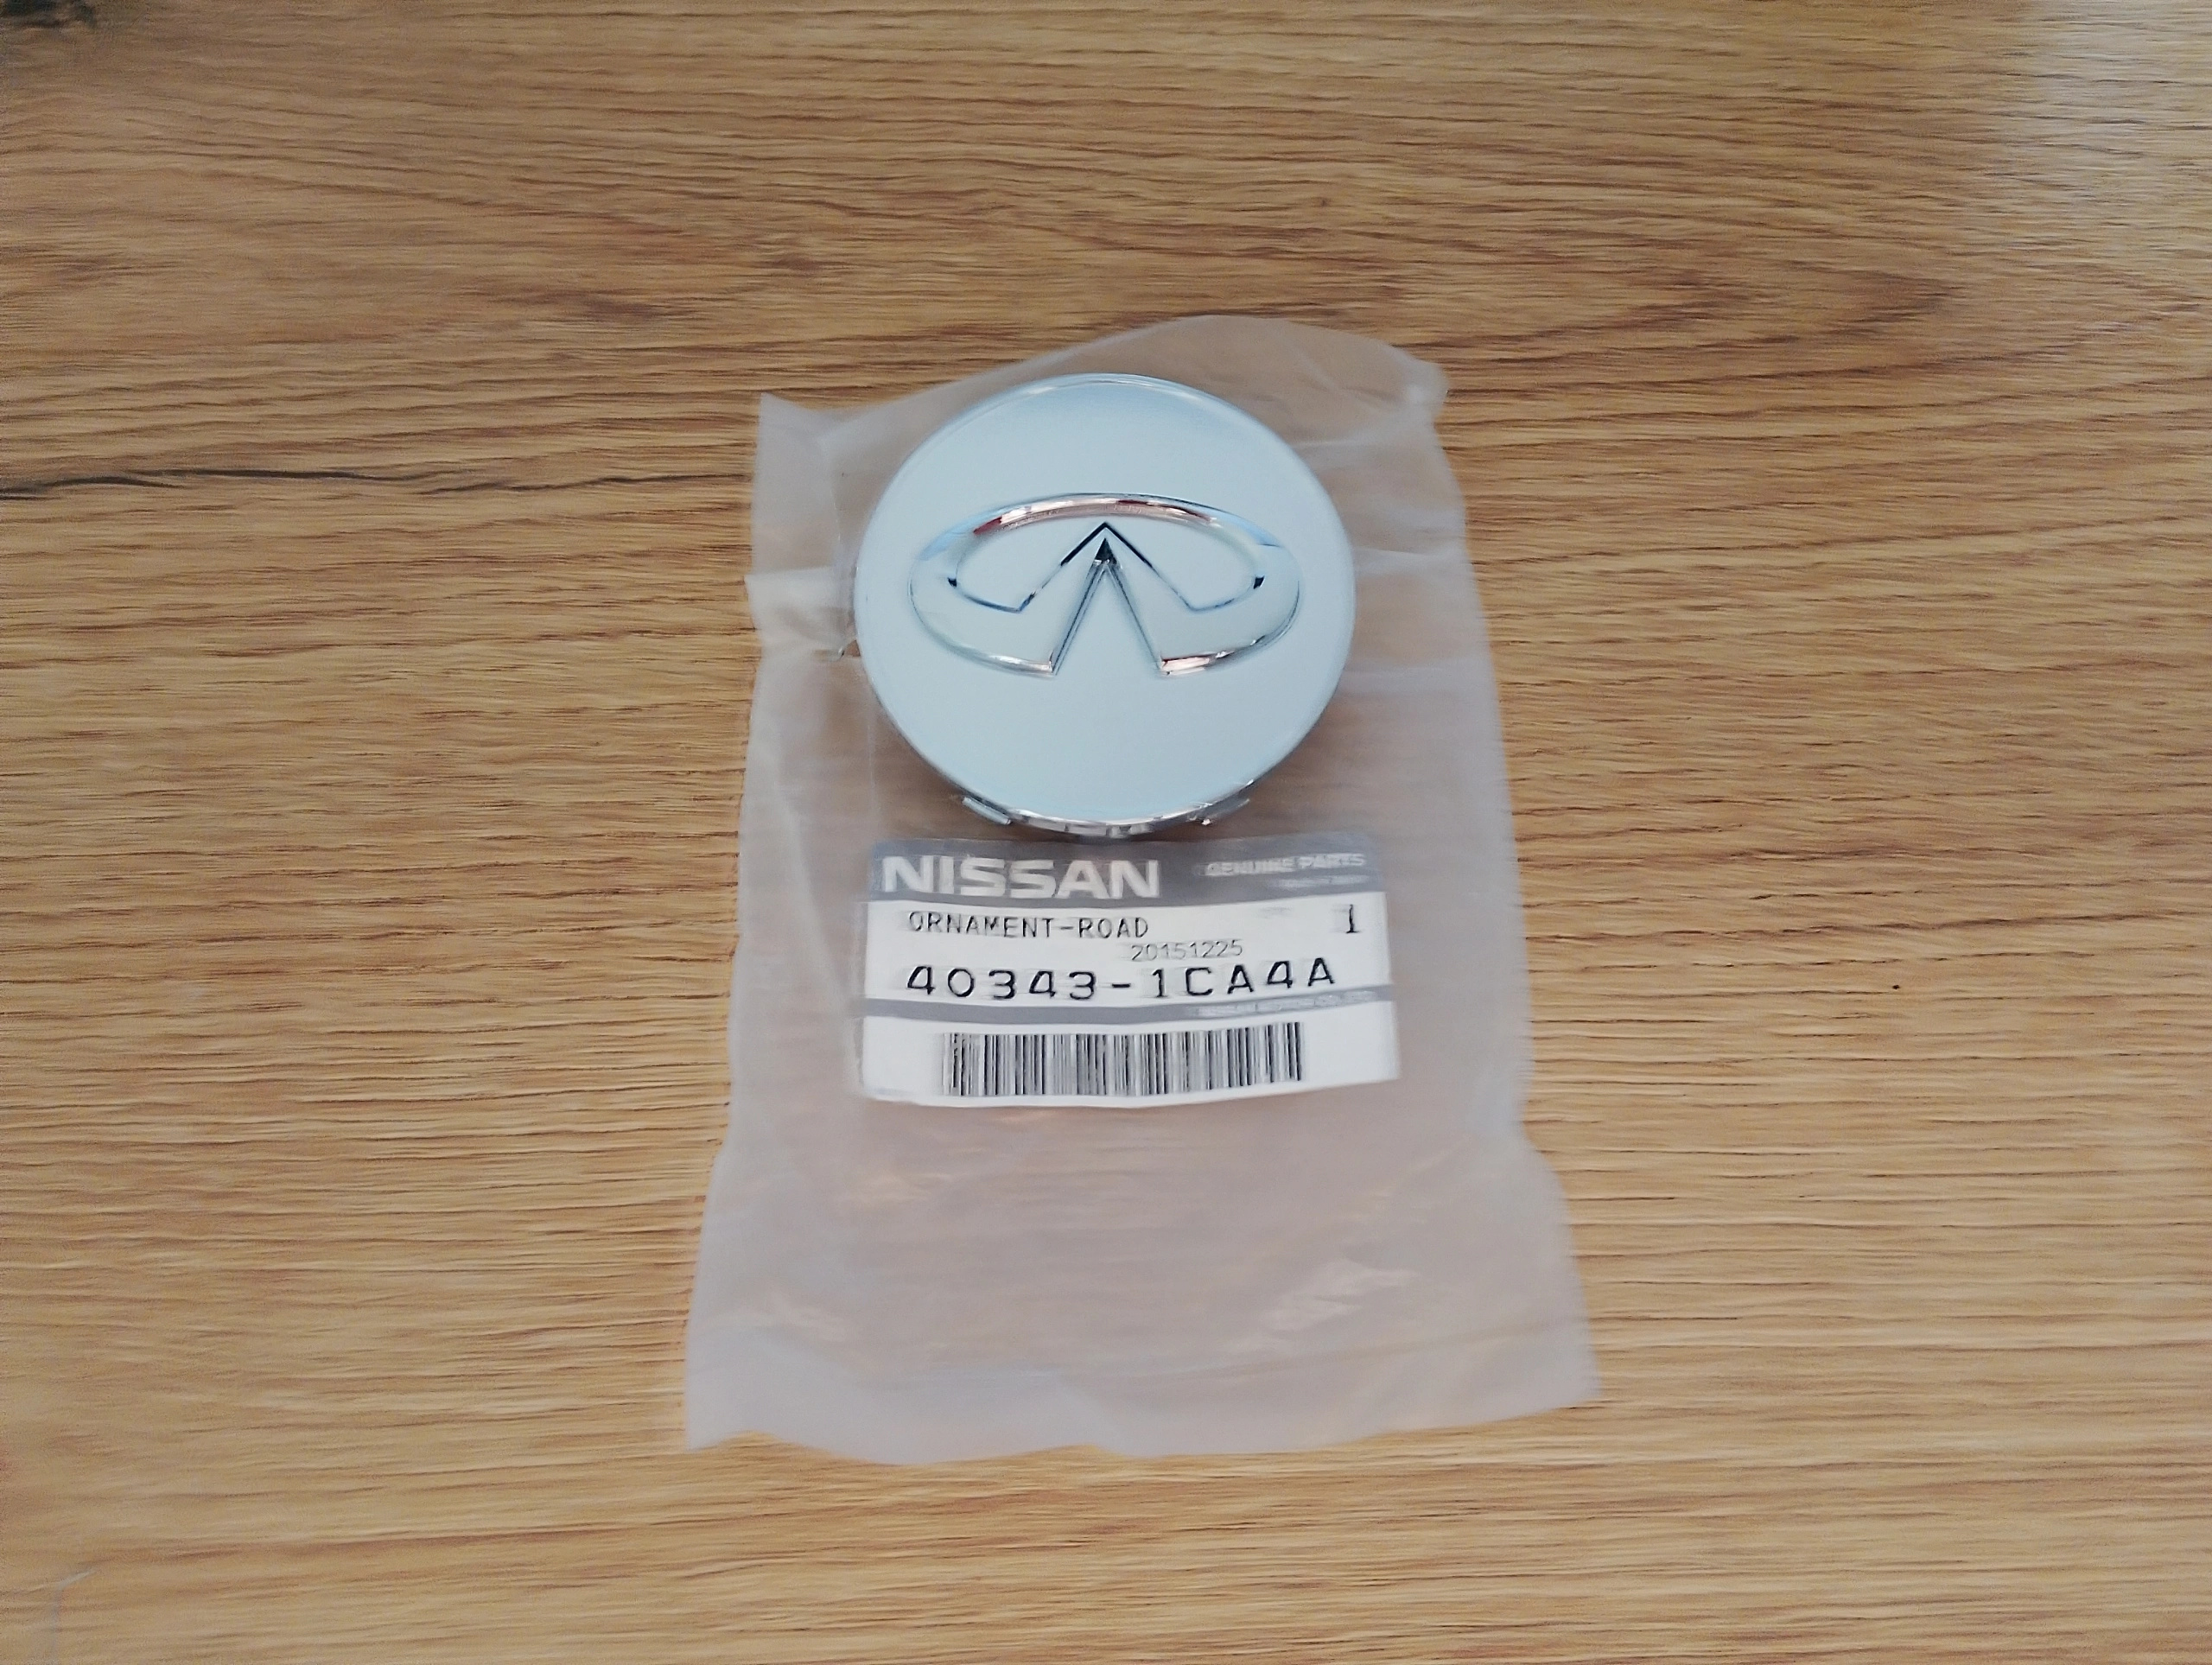 NISSAN GENUINE PARTS
ORNAMENT-ROAD 1
20151225
40343-1CA4A